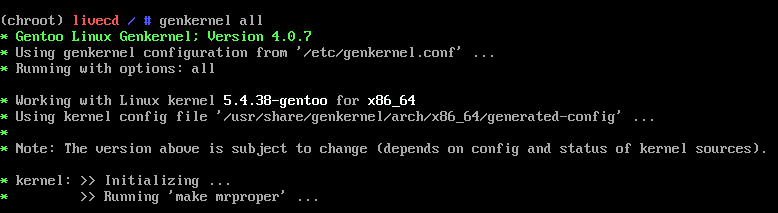 (chroot) livecd / # genkernel all
* Gentoo Linux Genkernel; Version 4.0.7
* Using genkernel configuration from '/etc/genkernel.conf' ...
* Running with options: all
* Working with Linux kernel 5.4.38-gentoo for x86_64
* Using kernel config file '/usr/share/genkernel/arch/x86_64/generated-config' ...
*
* Note: The version above is subject to change (depends on config and status of kernel sources).
* kernel: >> Initializing ...
*         >> Running 'make mrproper' ...